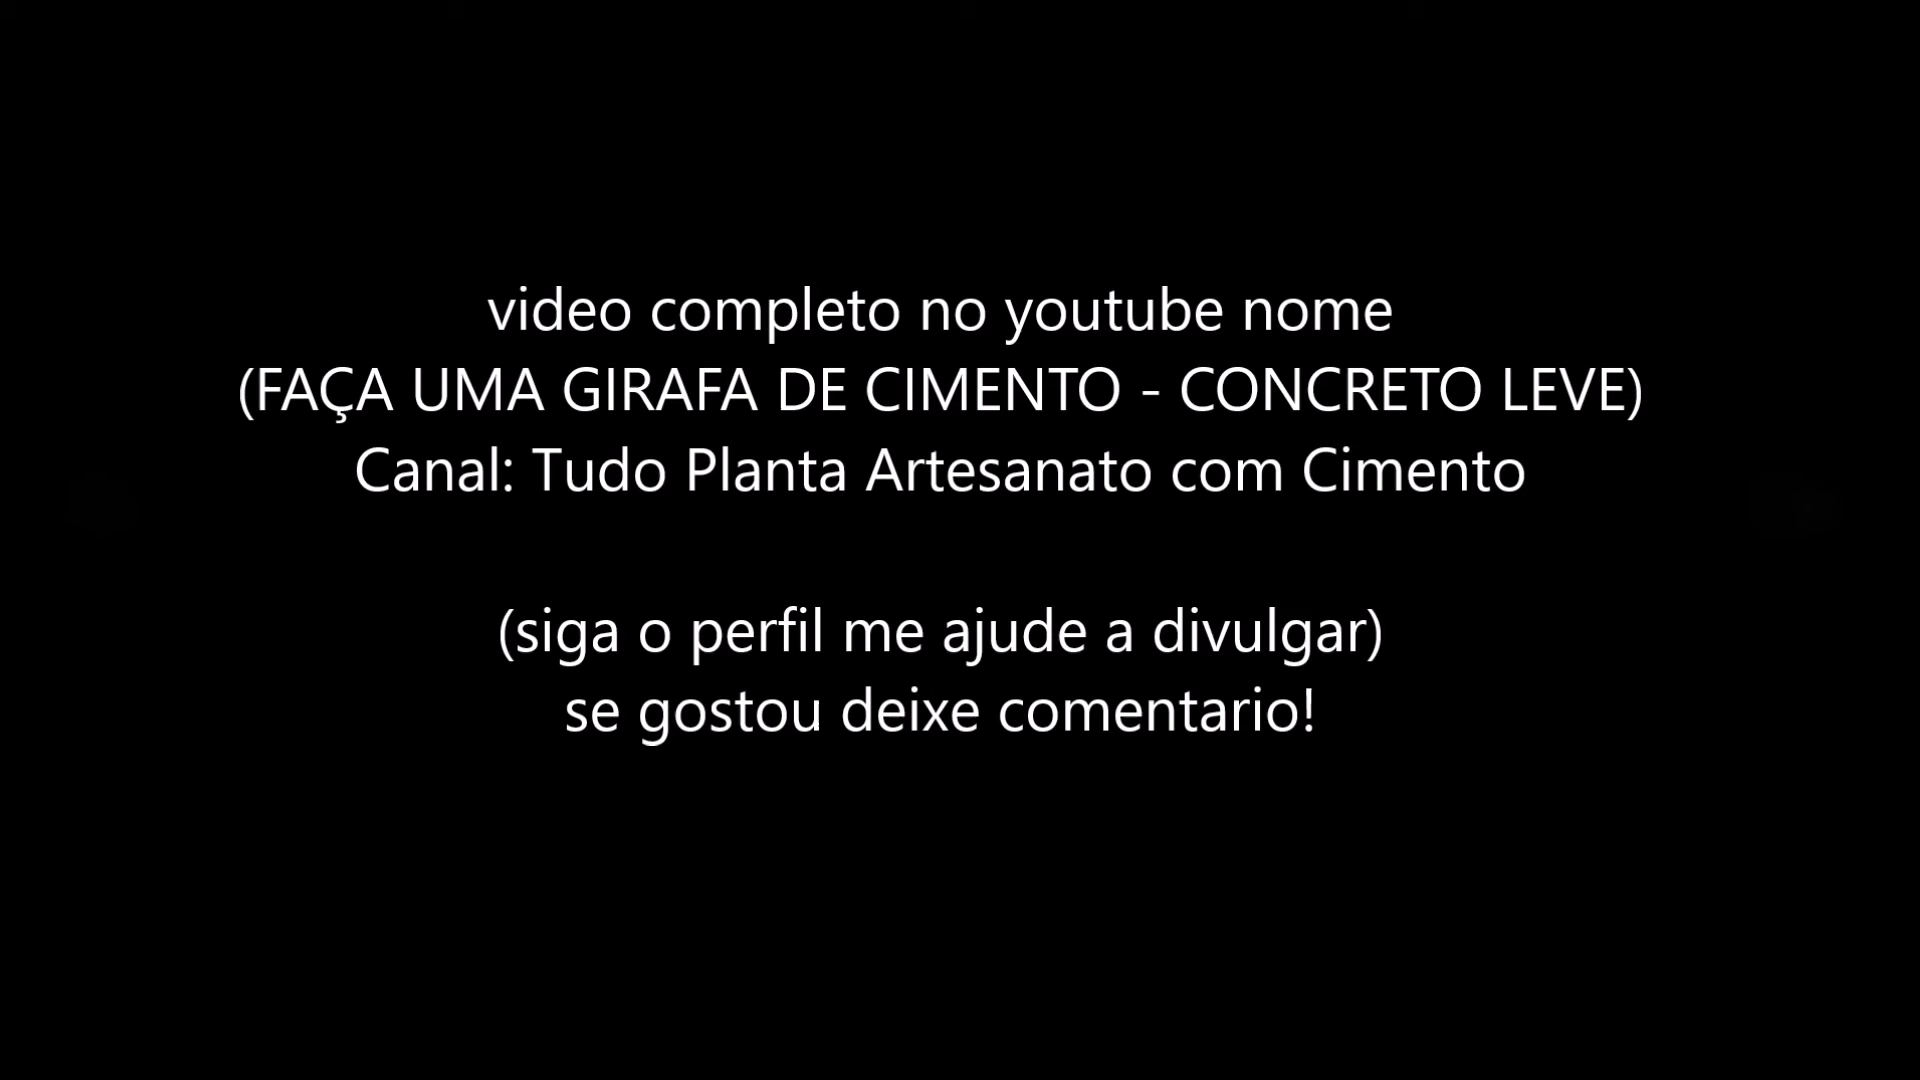 video completo no youtube nome
(FAÇA UMA GIRAFA DE CIMENTO - CONCRETO LEVE)
Canal: Tudo Planta Artesanato com Cimento
(siga o perfil me ajude a divulgar)
se gostou deixe comentario!